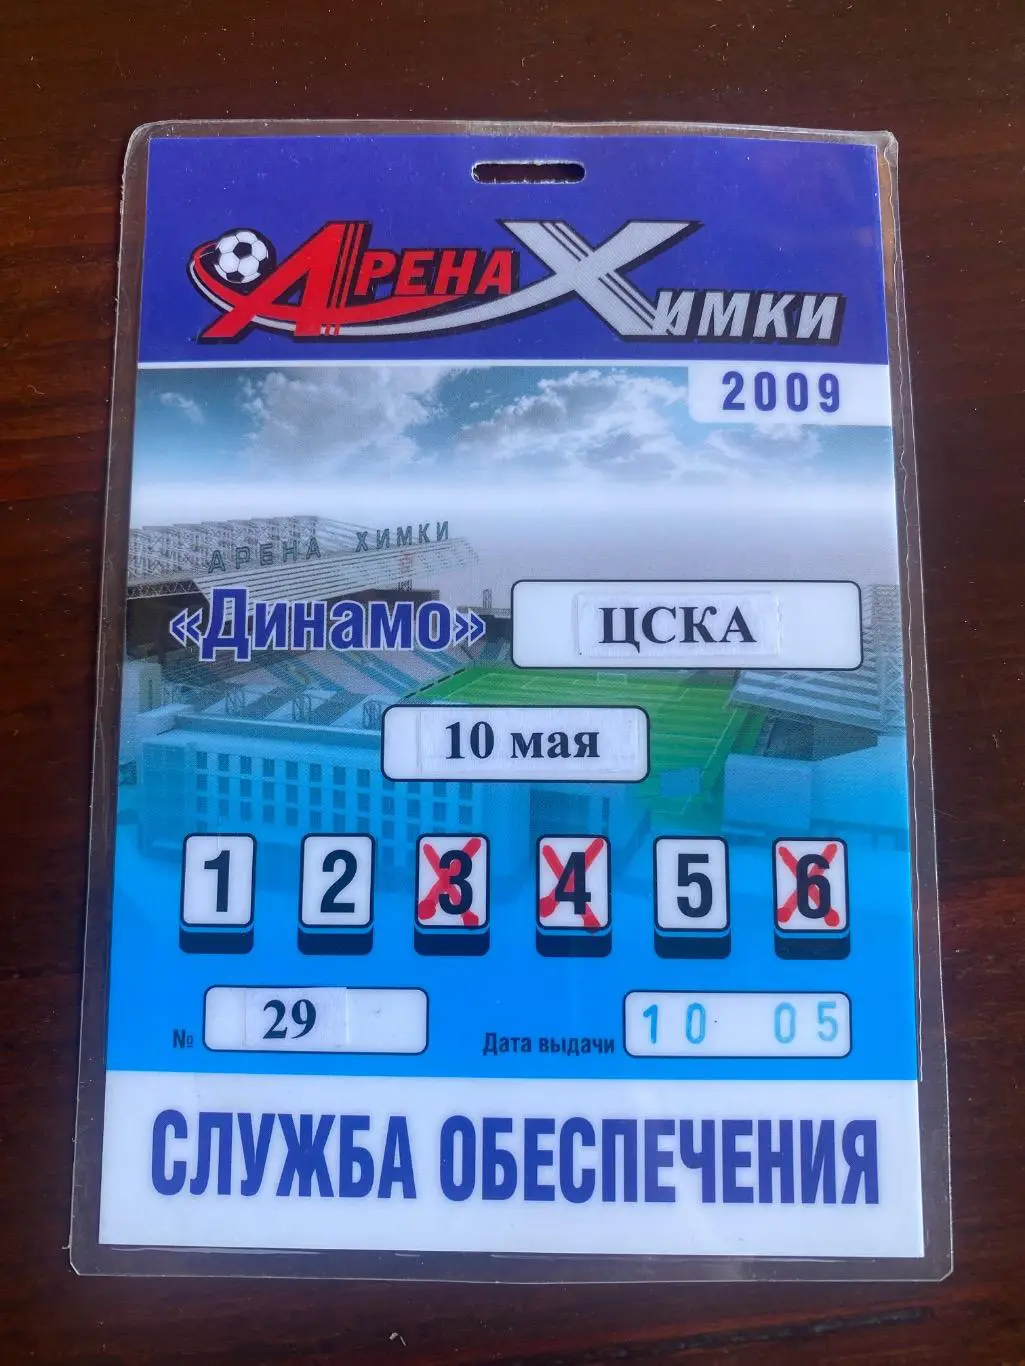 АРЕНА ХИМКИ
2009
АРЕНА ХИМКИ
«Динамо» ЦСКА
10 мая
1 2 3 4 5 6
№ 29 Дата выдачи 10 05
СЛУЖБА ОБЕСПЕЧЕНИЯ